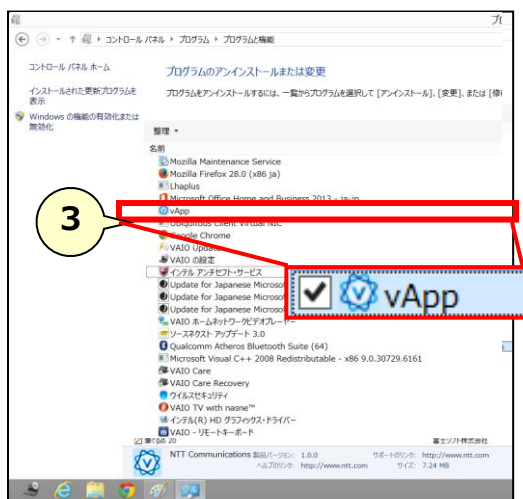 プ
コントロール パネル ▸ プログラム ▸ プログラムと機能
コントロール パネル ホーム
インストールされた更新プログラムを
表示
Windows の機能の有効化または
無効化
プログラムのアンインストールまたは変更
プログラムをアンインストールするには、一覧からプログラムを選択して [アンインストール]、[変更]、または [修
整理
名前
Mozilla Maintenance Service
Mozilla Firefox 28.0 (x86 ja)
Lhaplus
Microsoft Office Home and Business 2013 - ja-jp
vApp
Ubiquitous Client Virtual NIC
Google Chrome
VAIO Update
VAIO の設定
インテル アンチセフト・サービス
Update for Japanese Microsof
Update for Japanese Microsof
Update for Japanese Microsof
VAIO ホームネットワークビデオプレーヤー
ソースネクスト アップデート 3.0
Qualcomm Atheros Bluetooth Suite (64)
Microsoft Visual C++ 2008 Redistributable - x86 9.0.30729.6161
VAIO Care
VAIO Care Recovery
ウイルスセキュリティ
VAIO TV with nasne™
インテル(R) HD グラフィックス・ドライバー
VAIO - リモートキーボード
筆ぐるめ 20 富士ソフト株式会社
3
vApp
NTT Communications 製品バージョン: 1.0.0 サポートのリンク: http://www.ntt.com
ヘルプのリンク: http://www.ntt.com サイズ: 7.24 MB